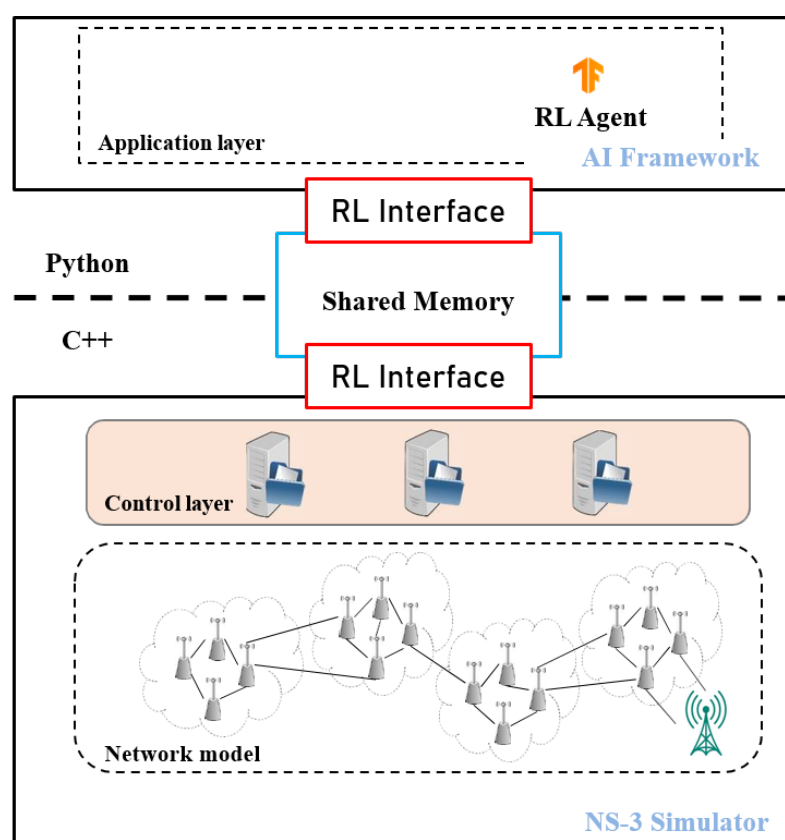 RL Agent
Application layer
AI Framework
RL Interface
Python
Shared Memory
C++
RL Interface
Control layer
Network model
NS-3 Simulator